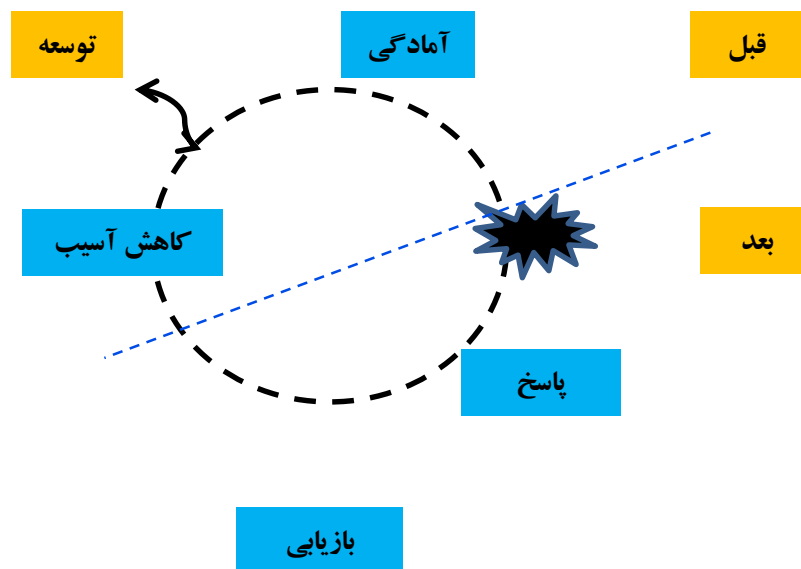 قبل
آمادگی
توسعه
بعد
کاهش آسیب
پاسخ
بازیابی